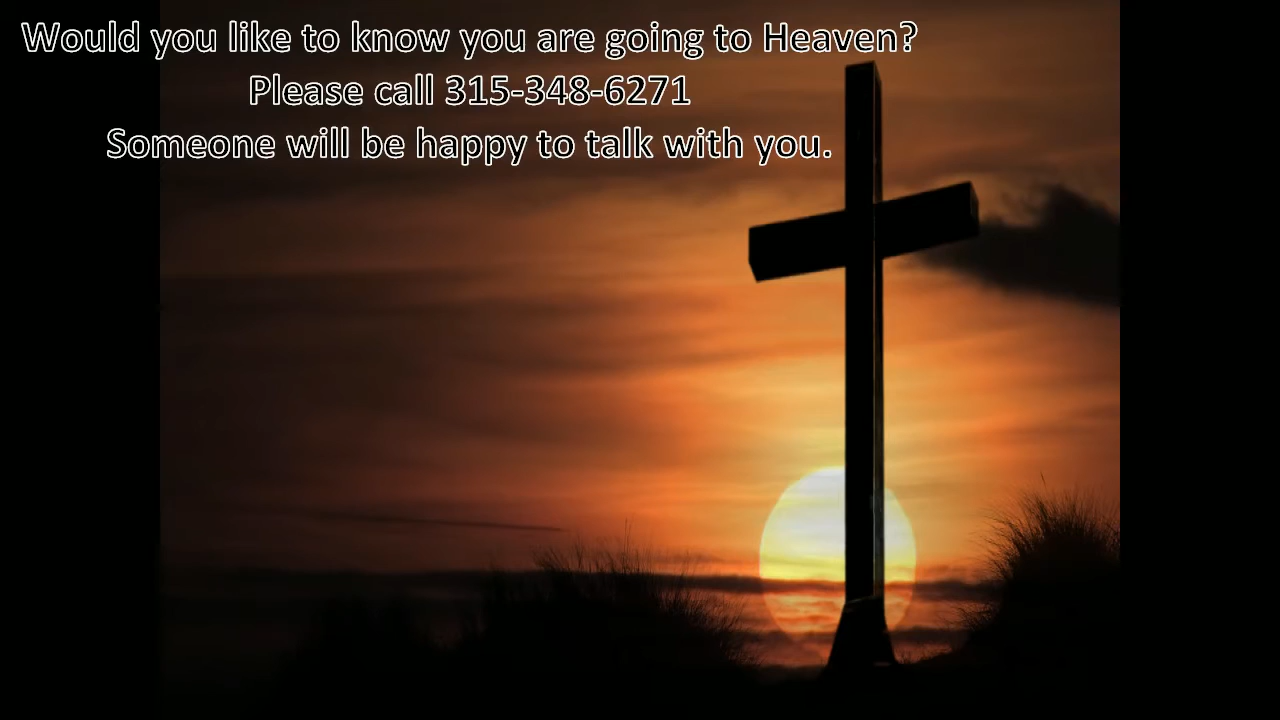 Would you like to know you are going to Heaven?
Please call 315-348-6271
Someone will be happy to talk with you.